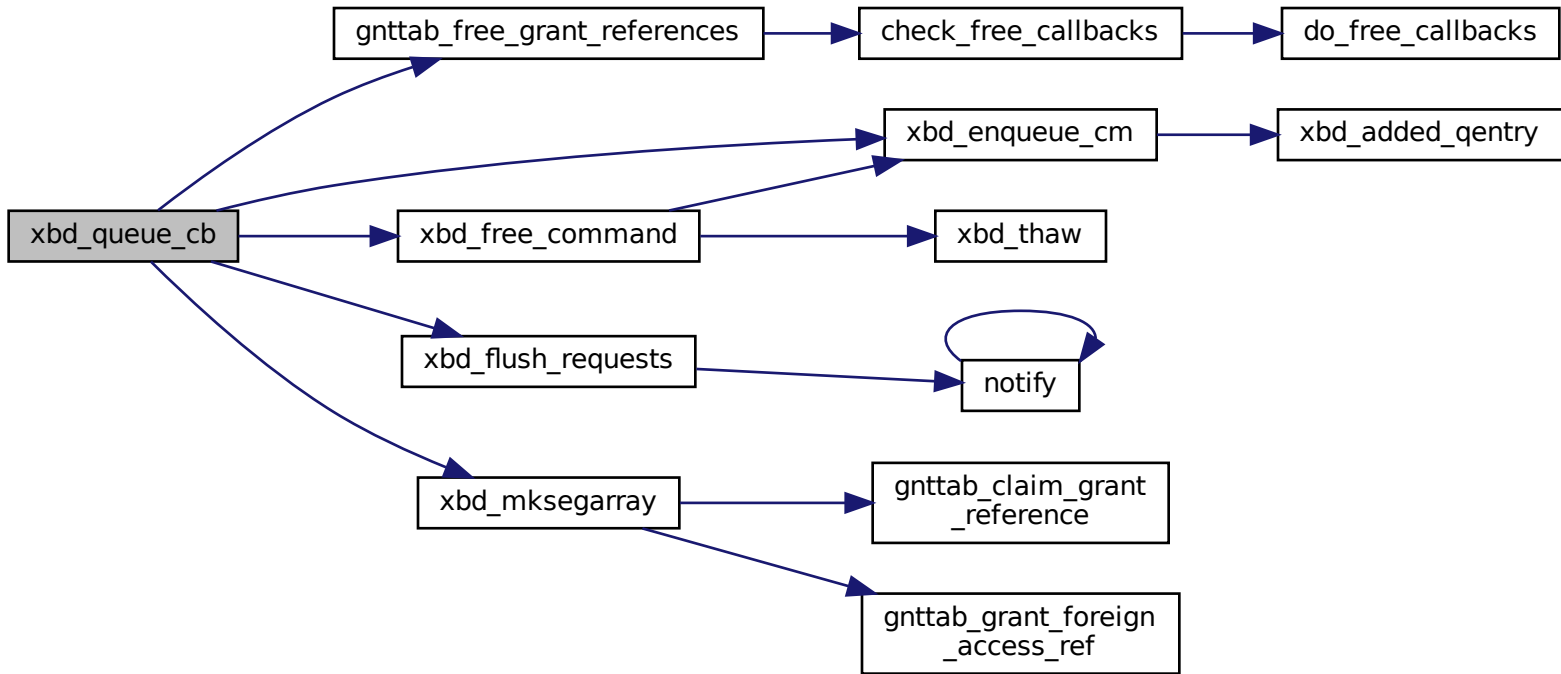 gnttab_free_grant_references
check_free_callbacks
do_free_callbacks
xbd_enqueue_cm
xbd_added_qentry
xbd_queue_cb
xbd_free_command
xbd_thaw
xbd_flush_requests
notify
xbd_mksegarray
gnttab_claim_grant
_reference
gnttab_grant_foreign
_access_ref